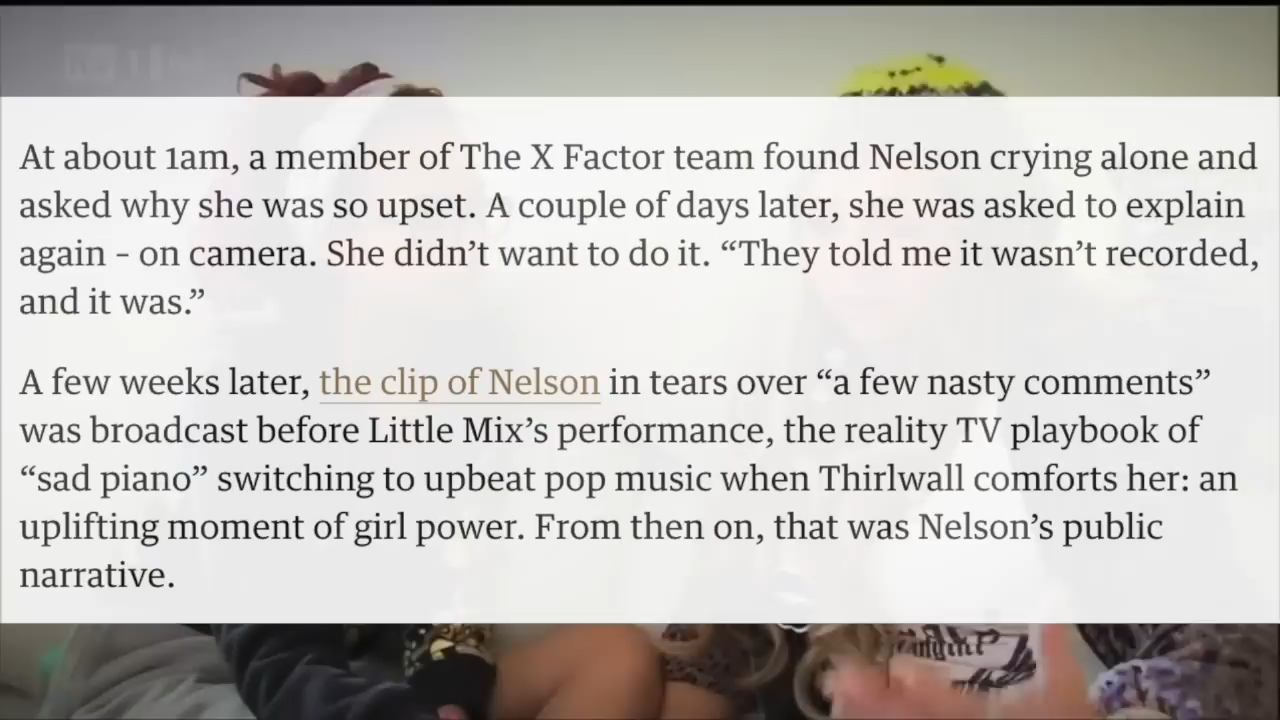 At about 1am, a member of The X Factor team found Nelson crying alone and
asked why she was so upset. A couple of days later, she was asked to explain
again – on camera. She didn’t want to do it. “They told me it wasn’t recorded,
and it was.”
A few weeks later, the clip of Nelson in tears over “a few nasty comments”
was broadcast before Little Mix’s performance, the reality TV playbook of
“sad piano” switching to upbeat pop music when Thirlwall comforts her: an
uplifting moment of girl power. From then on, that was Nelson’s public
narrative.